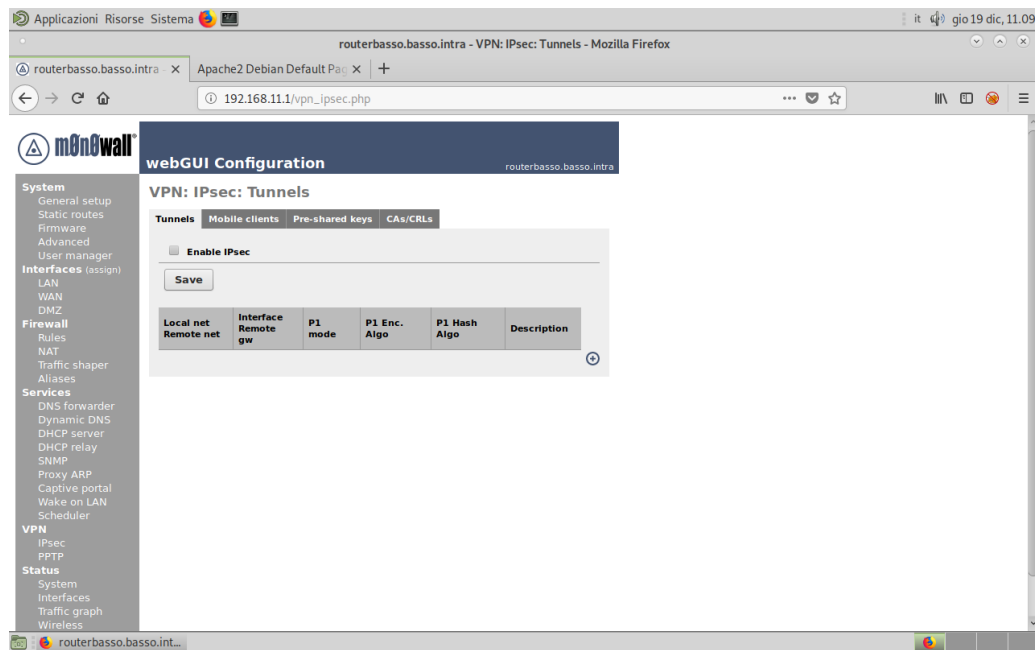 Applicazioni Risorse Sistema
it gio 19 dic, 11.09
routerbasso.basso.intra - VPN: IPsec: Tunnels - Mozilla Firefox
routerbasso.basso.intra -
Apache2 Debian Default Pag
192.168.11.1/vpn_ipsec.php
m0n0wall®
webGUI Configuration
routerbasso.basso.intra
System
General setup
Static routes
Firmware
Advanced
User manager
Interfaces (assign)
LAN
WAN
DMZ
Firewall
Rules
NAT
Traffic shaper
Aliases
Services
DNS forwarder
Dynamic DNS
DHCP server
DHCP relay
SNMP
Proxy ARP
Captive portal
Wake on LAN
Scheduler
VPN
IPsec
PPTP
Status
System
Interfaces
Traffic graph
Wireless
VPN: IPsec: Tunnels
Tunnels Mobile clients Pre-shared keys CAs/CRLs
Enable IPsec
Save
Local net
Remote net
Interface
Remote
gw
P1
mode
P1 Enc.
Algo
P1 Hash
Algo
Description
routerbasso.basso.int...